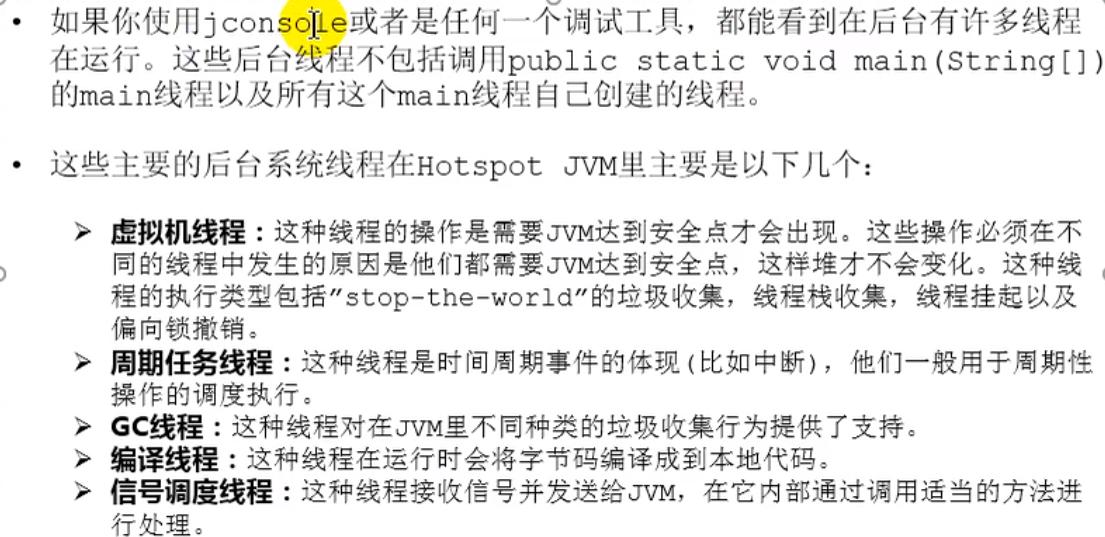 • 如果你使用jconsole或者是任何一个调试工具，都能看到在后台有许多线程
在运行。这些后台线程不包括调用public static void main(String[])
的main线程以及所有这个main线程自己创建的线程。
• 这些主要的后台系统线程在Hotspot JVM里主要是以下几个：
➢ 虚拟机线程：这种线程的操作是需要JVM达到安全点才会出现。这些操作必须在不
同的线程中发生的原因是他们都需要JVM达到安全点，这样堆才不会变化。这种线
程的执行类型包括”stop-the-world”的垃圾收集，线程栈收集，线程挂起以及
偏向锁撤销。
➢ 周期任务线程：这种线程是时间周期事件的体现(比如中断)，他们一般用于周期性
操作的调度执行。
➢ GC线程：这种线程对在JVM里不同种类的垃圾收集行为提供了支持。
➢ 编译线程：这种线程在运行时会将字节码编译成到本地代码。
➢ 信号调度线程：这种线程接收信号并发送给JVM，在它内部通过调用适当的方法进
行处理。